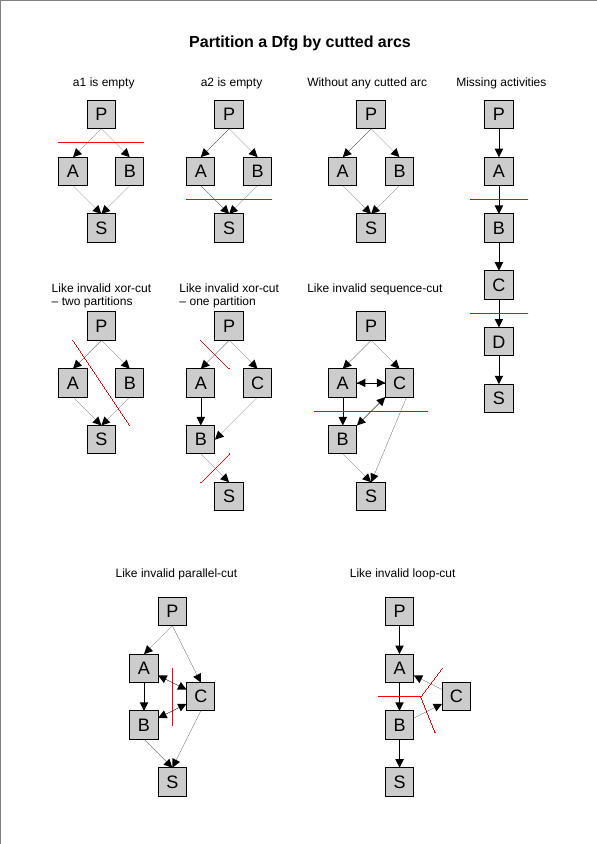 Partition a Dfg by cutted arcs
a1 is empty
a2 is empty
Without any cutted arc
Missing activities
P
A
B
S
P
A
B
S
P
A
B
S
P
A
B
C
D
S
Like invalid xor-cut
– two partitions
P
A
B
S
Like invalid xor-cut
– one partition
P
A
C
B
S
Like invalid sequence-cut
P
A
C
B
S
Like invalid parallel-cut
P
A
C
B
S
Like invalid loop-cut
P
A
C
B
S